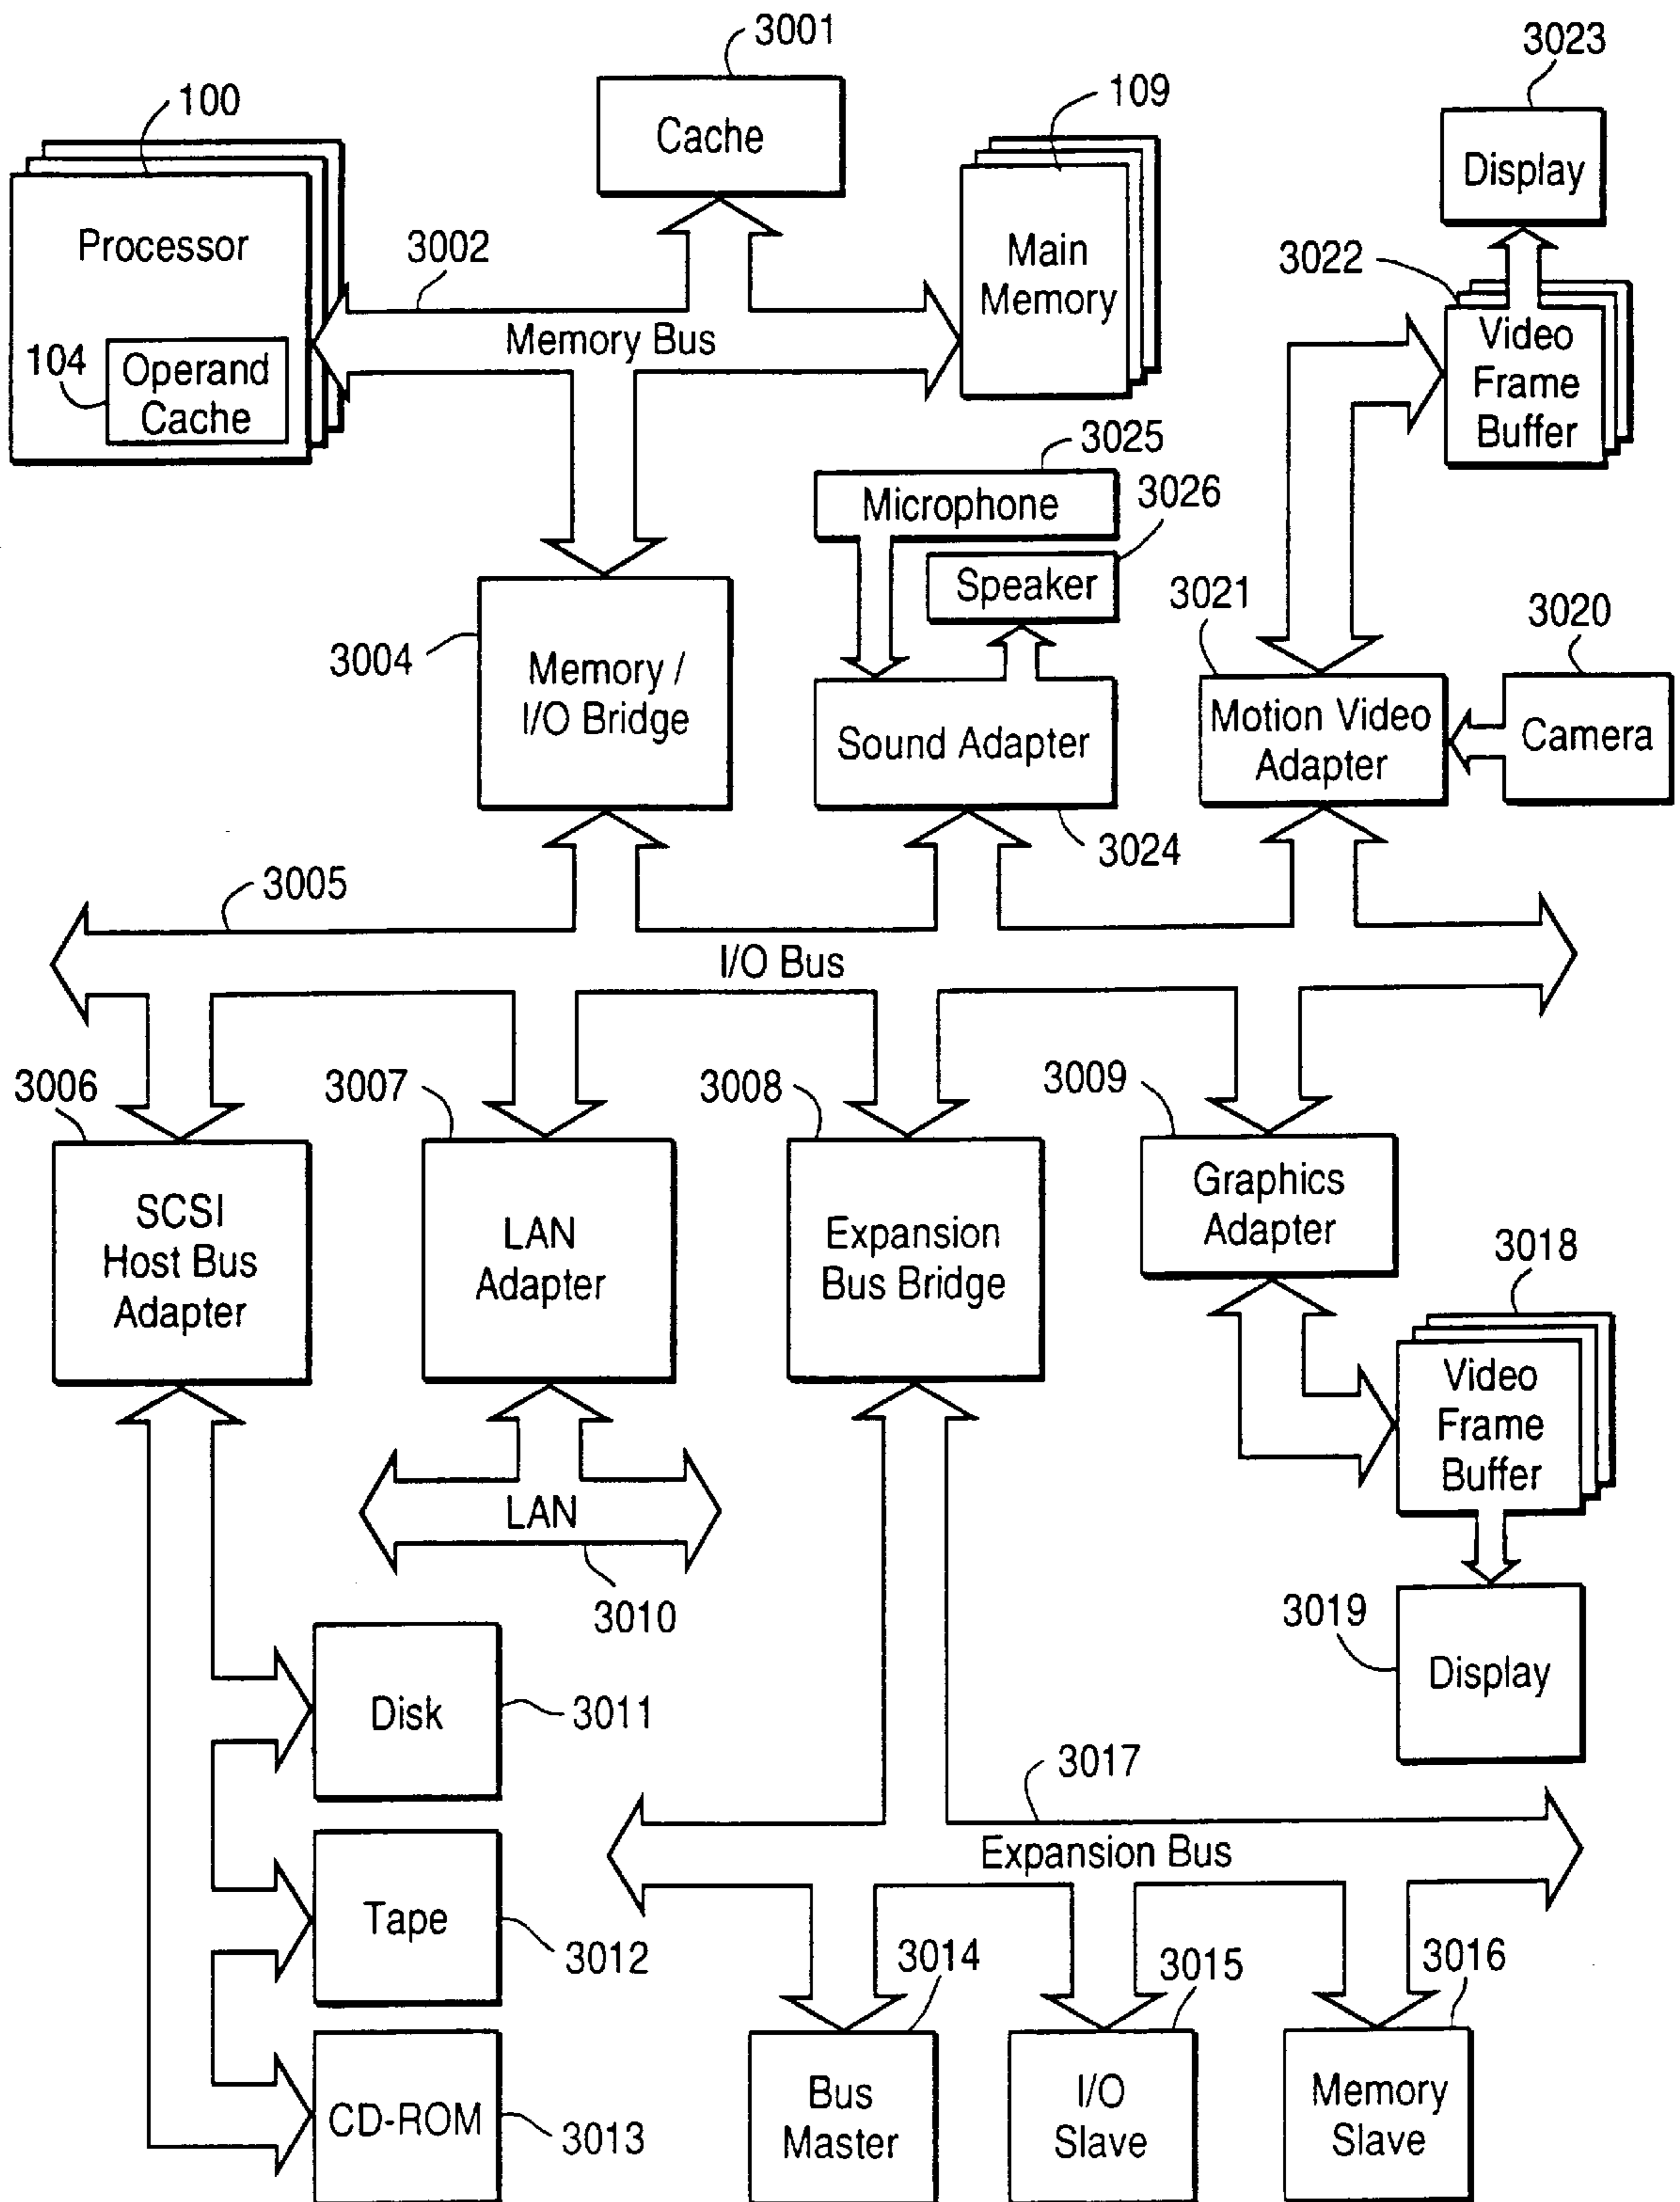 3001
3023
100
109
Cache
Display
Processor
3002
Main
Memory
3022
Memory Bus
Video
Frame
Buffer
104
Operand
Cache
3025
Microphone
3026
Speaker
3021
3020
3004
Memory /
I/O Bridge
Sound Adapter
Motion Video
Adapter
Camera
3024
3005
I/O Bus
3006
3007
3008
3009
SCSI
Host Bus
Adapter
LAN
Adapter
Expansion
Bus Bridge
Graphics
Adapter
3018
Video
Frame
Buffer
LAN
3010
3019
Display
Disk
3011
3017
Expansion Bus
Tape
3012
3014
3015
3016
CD-ROM
3013
Bus
Master
I/O
Slave
Memory
Slave